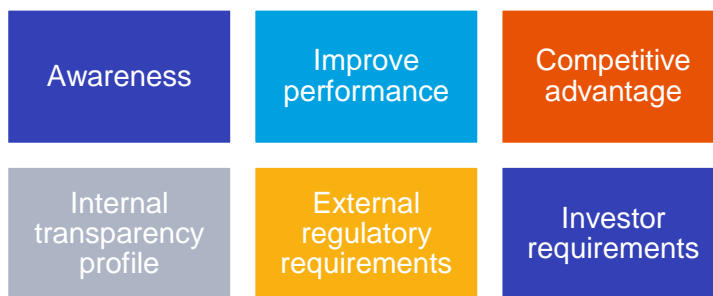 Awareness
Improve
performance
Competitive
advantage
Internal
transparency
profile
External
regulatory
requirements
Investor
requirements